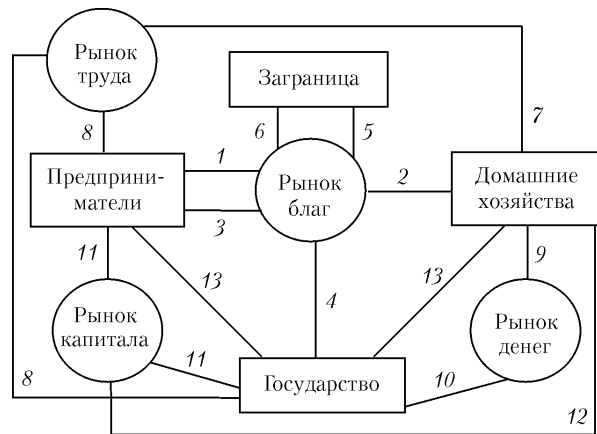 Рынок
труда
Заграница
8
6
5
7
Предприни-
матели
1
3
Рынок
благ
2
Домашние
хозяйства
11
13
4
13
9
Рынок
капитала
Рынок
денег
11
Государство
10
8
12